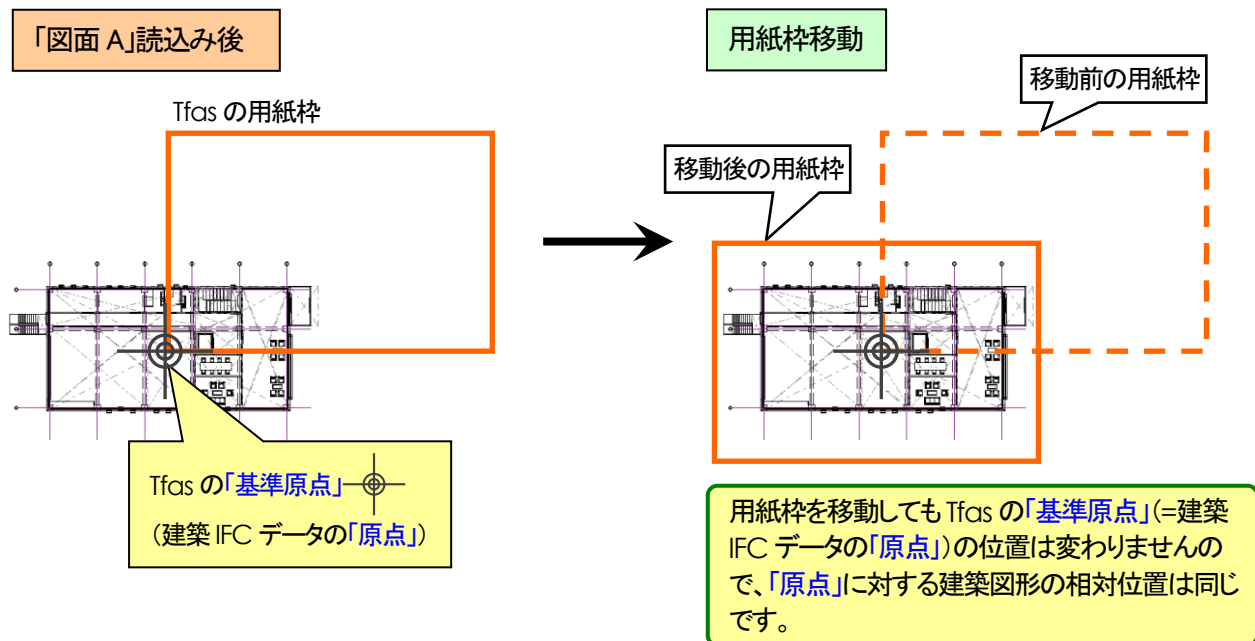 「図面 A」読込み後
用紙枠移動
Tfas の用紙枠
移動前の用紙枠
移動後の用紙枠
Tfas の「基準原点」
（建築 IFC データの「原点」）
用紙枠を移動しても Tfas の「基準原点」(=建築
IFC データの「原点」)の位置は変わりませんの
で、「原点」に対する建築図形の相対位置は同じ
です。